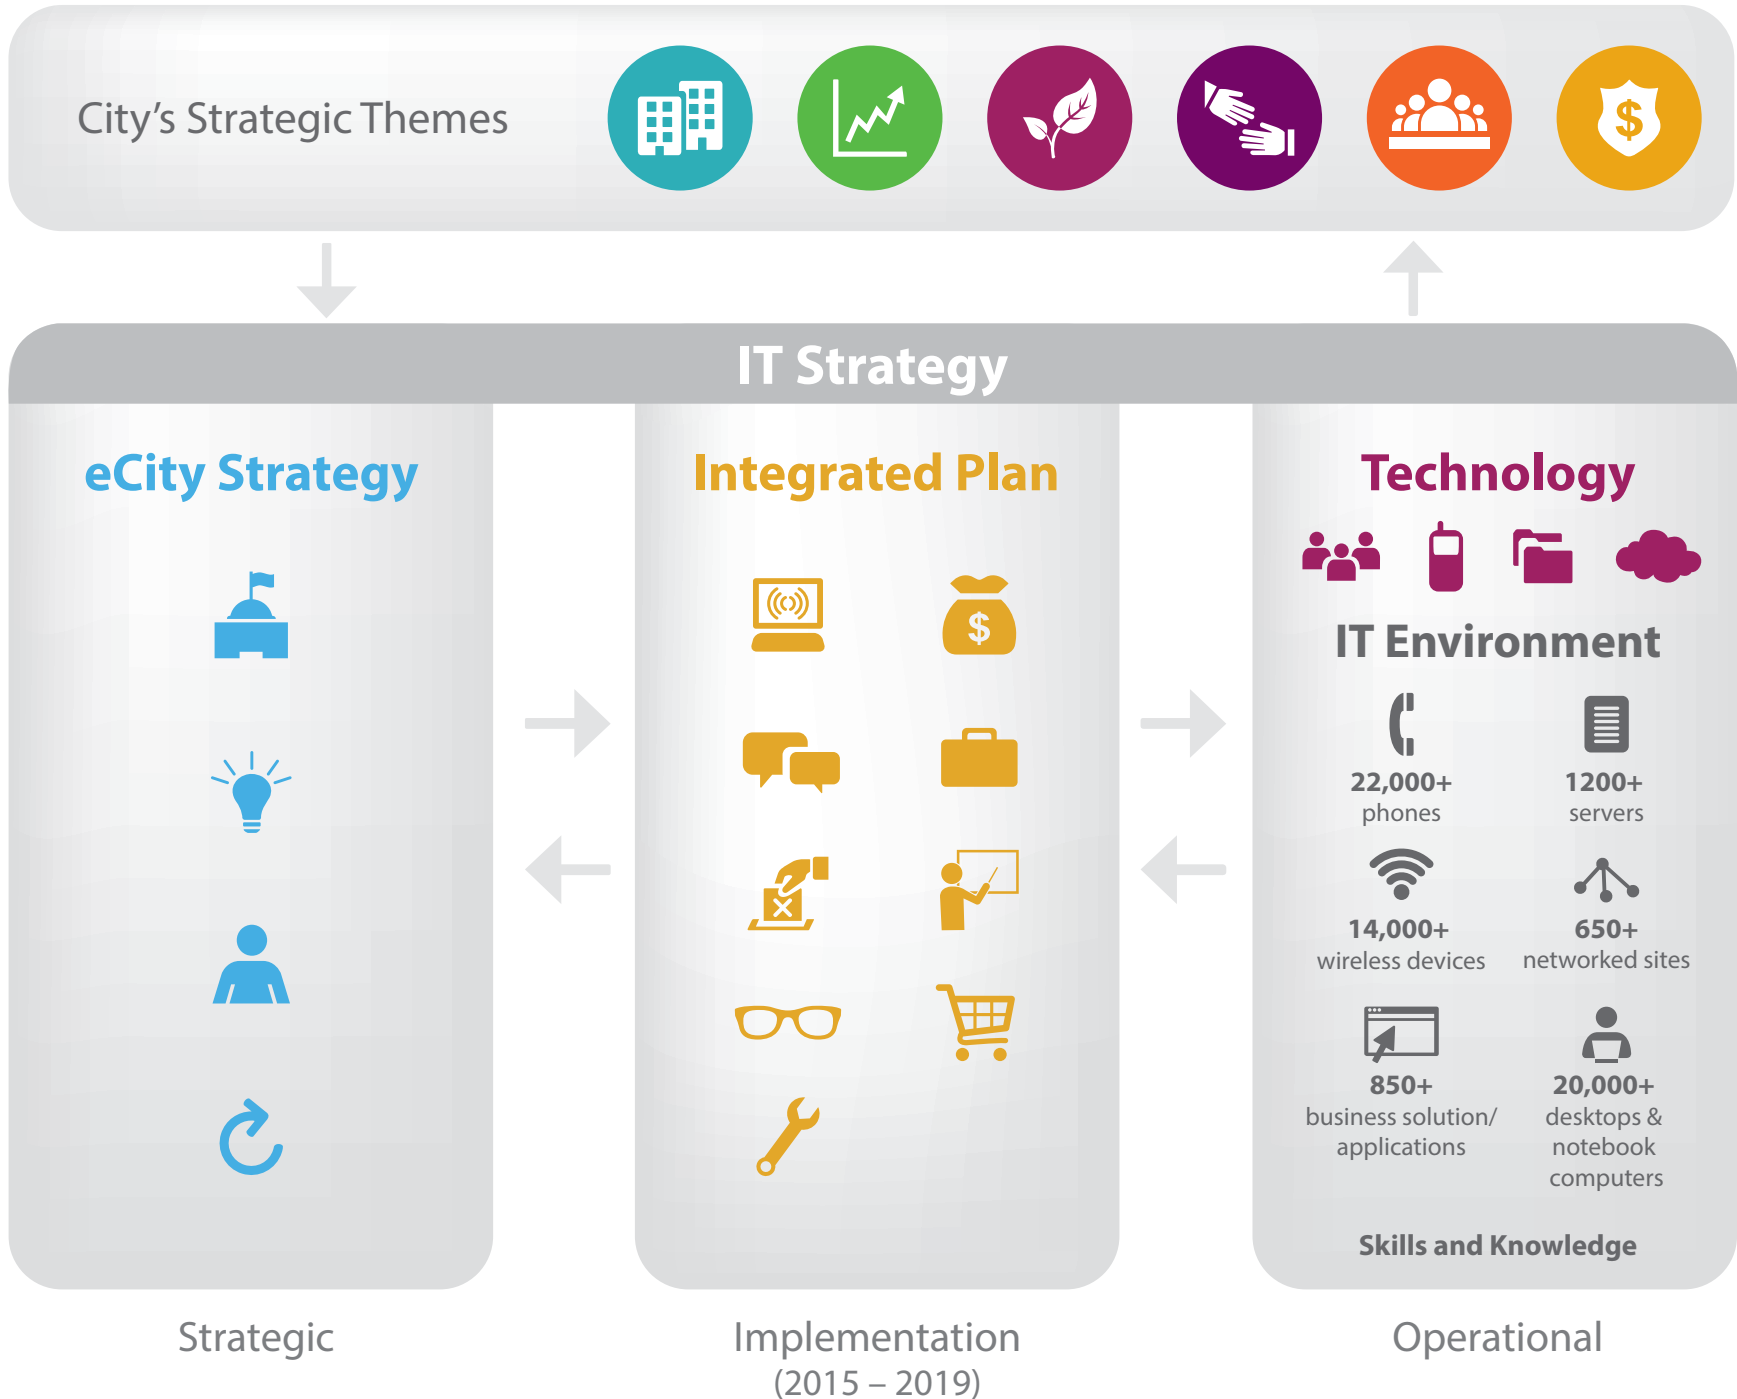 City's Strategic Themes
$
IT Strategy
eCity Strategy
Integrated Plan
$
Technology
IT Environment
22,000+
phones
1200+
servers
14,000+
wireless devices
650+
networked sites
850+
business solution/
applications
20,000+
desktops &
notebook
computers
Skills and Knowledge
Strategic
Implementation
(2015 – 2019)
Operational